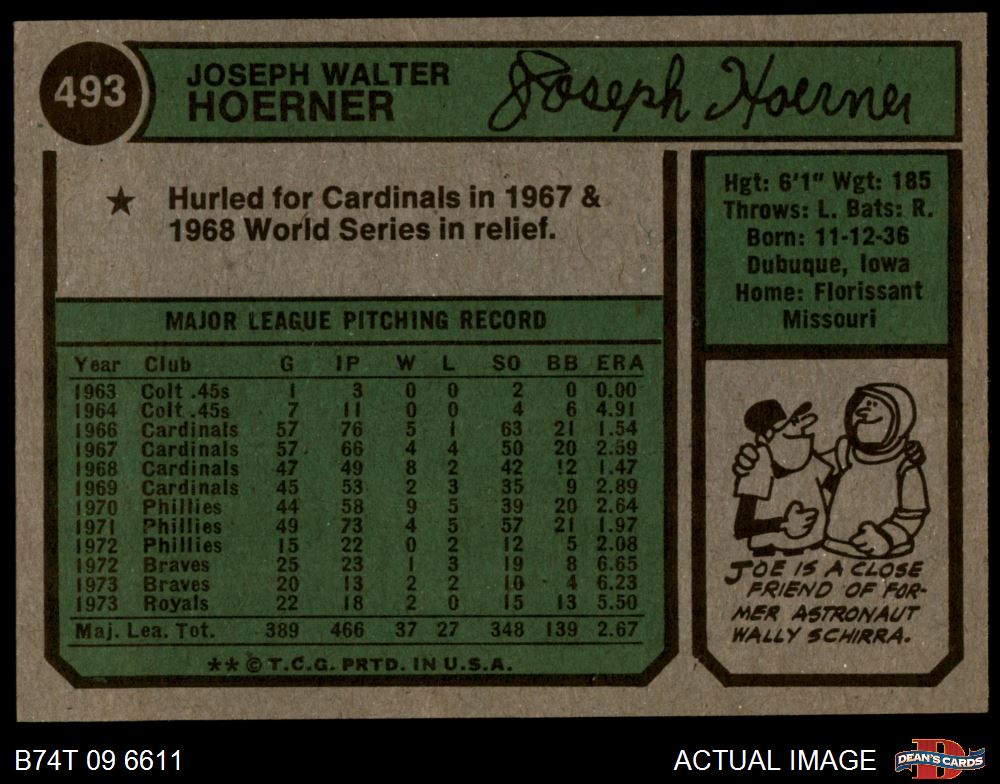 493
JOSEPH WALTER
HOERNER
Joseph Hoerner
★ Hurled for Cardinals in 1967 &
1968 World Series in relief.
MAJOR LEAGUE PITCHING RECORD
Year Club G IP W L SO BB ERA
1963 Colt .45s 1 3 0 0 2 0 0.00
1964 Colt .45s 7 11 0 0 4 6 4.91
1966 Cardinals 57 76 5 1 63 21 1.54
1967 Cardinals 57 66 4 4 50 20 2.59
1968 Cardinals 47 49 8 2 42 12 1.47
1969 Cardinals 45 53 2 3 35 9 2.89
1970 Phillies 44 58 9 5 39 20 2.64
1971 Phillies 49 73 4 5 57 21 1.97
1972 Phillies 15 22 0 2 12 5 2.08
1972 Braves 25 23 1 3 19 8 6.65
1973 Braves 20 13 2 2 10 4 6.23
1973 Royals 22 18 2 0 15 13 5.50
Maj. Lea. Tot. 389 466 37 27 348 139 2.67
** © T.C.G. PRTD. IN U.S.A.
Hgt: 6'1" Wgt: 185
Throws: L. Bats: R.
Born: 11-12-36
Dubuque, Iowa
Home: Florissant
Missouri
JOE IS A CLOSE
FRIEND OF FOR-
MER ASTRONAUT
WALLY SCHIRRA.
B74T 09 6611
ACTUAL IMAGE
D
DEAN'S CARDS